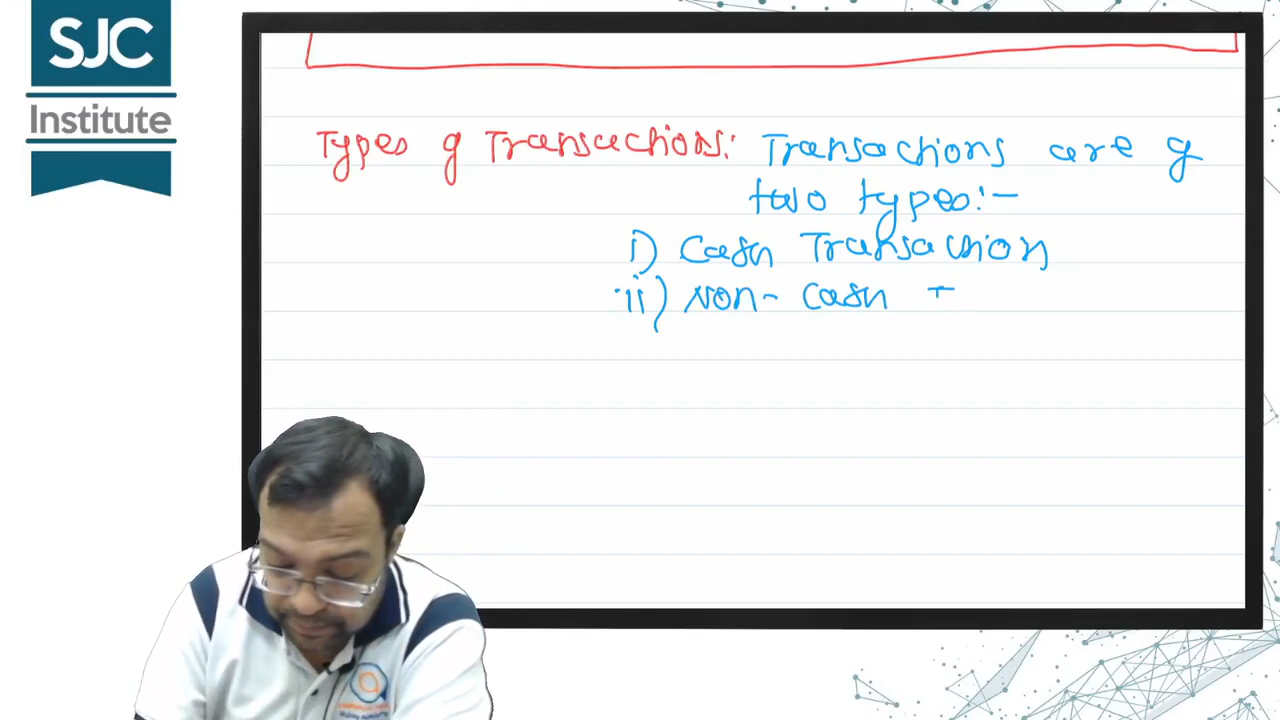 SJC
Institute
Types of Transactions: Transactions are of
two types:-
i) Cash Transaction
ii) Non-Cash T